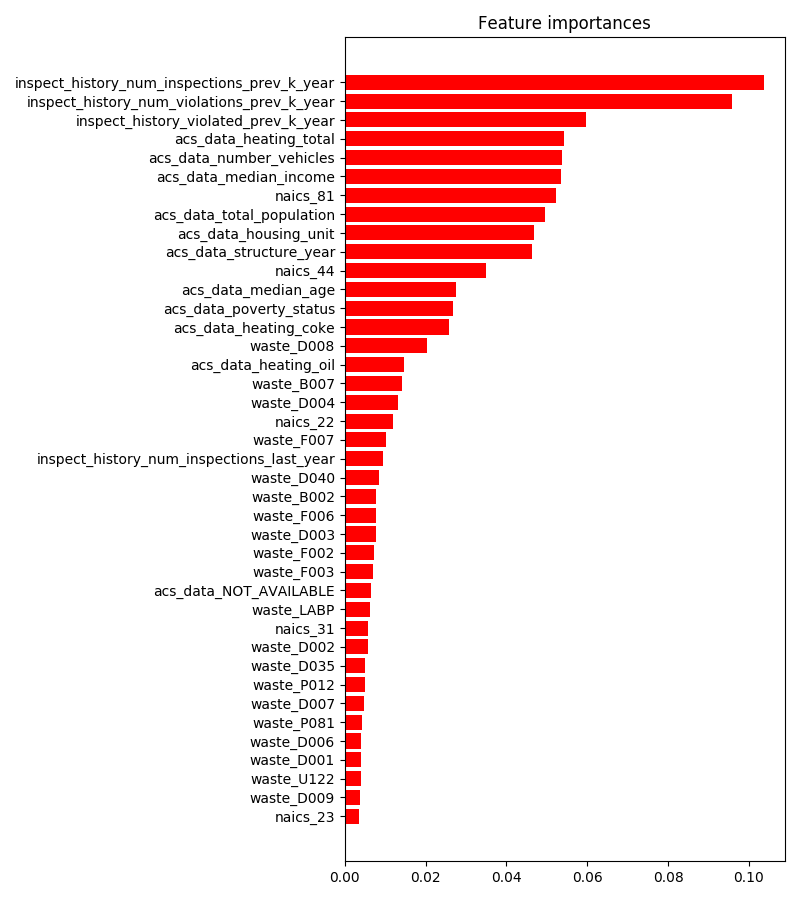 Feature importances
inspect_history_num_inspections_prev_k_year
inspect_history_num_violations_prev_k_year
inspect_history_violated_prev_k_year
acs_data_heating_total
acs_data_number_vehicles
acs_data_median_income
naics_81
acs_data_total_population
acs_data_housing_unit
acs_data_structure_year
naics_44
acs_data_median_age
acs_data_poverty_status
acs_data_heating_coke
waste_D008
acs_data_heating_oil
waste_B007
waste_D004
naics_22
waste_F007
inspect_history_num_inspections_last_year
waste_D040
waste_B002
waste_F006
waste_D003
waste_F002
waste_F003
acs_data_NOT_AVAILABLE
waste_LABP
naics_31
waste_D002
waste_D035
waste_P012
waste_D007
waste_P081
waste_D006
waste_D001
waste_U122
waste_D009
naics_23
0.00 0.02 0.04 0.06 0.08 0.10